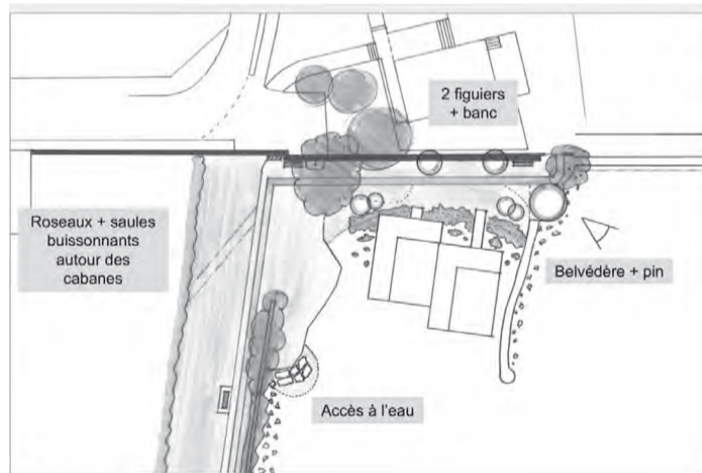 2 figuiers
+ banc
Roseaux + saules
buissonnants
autour des
cabanes
Belvédère + pin
Accès à l'eau